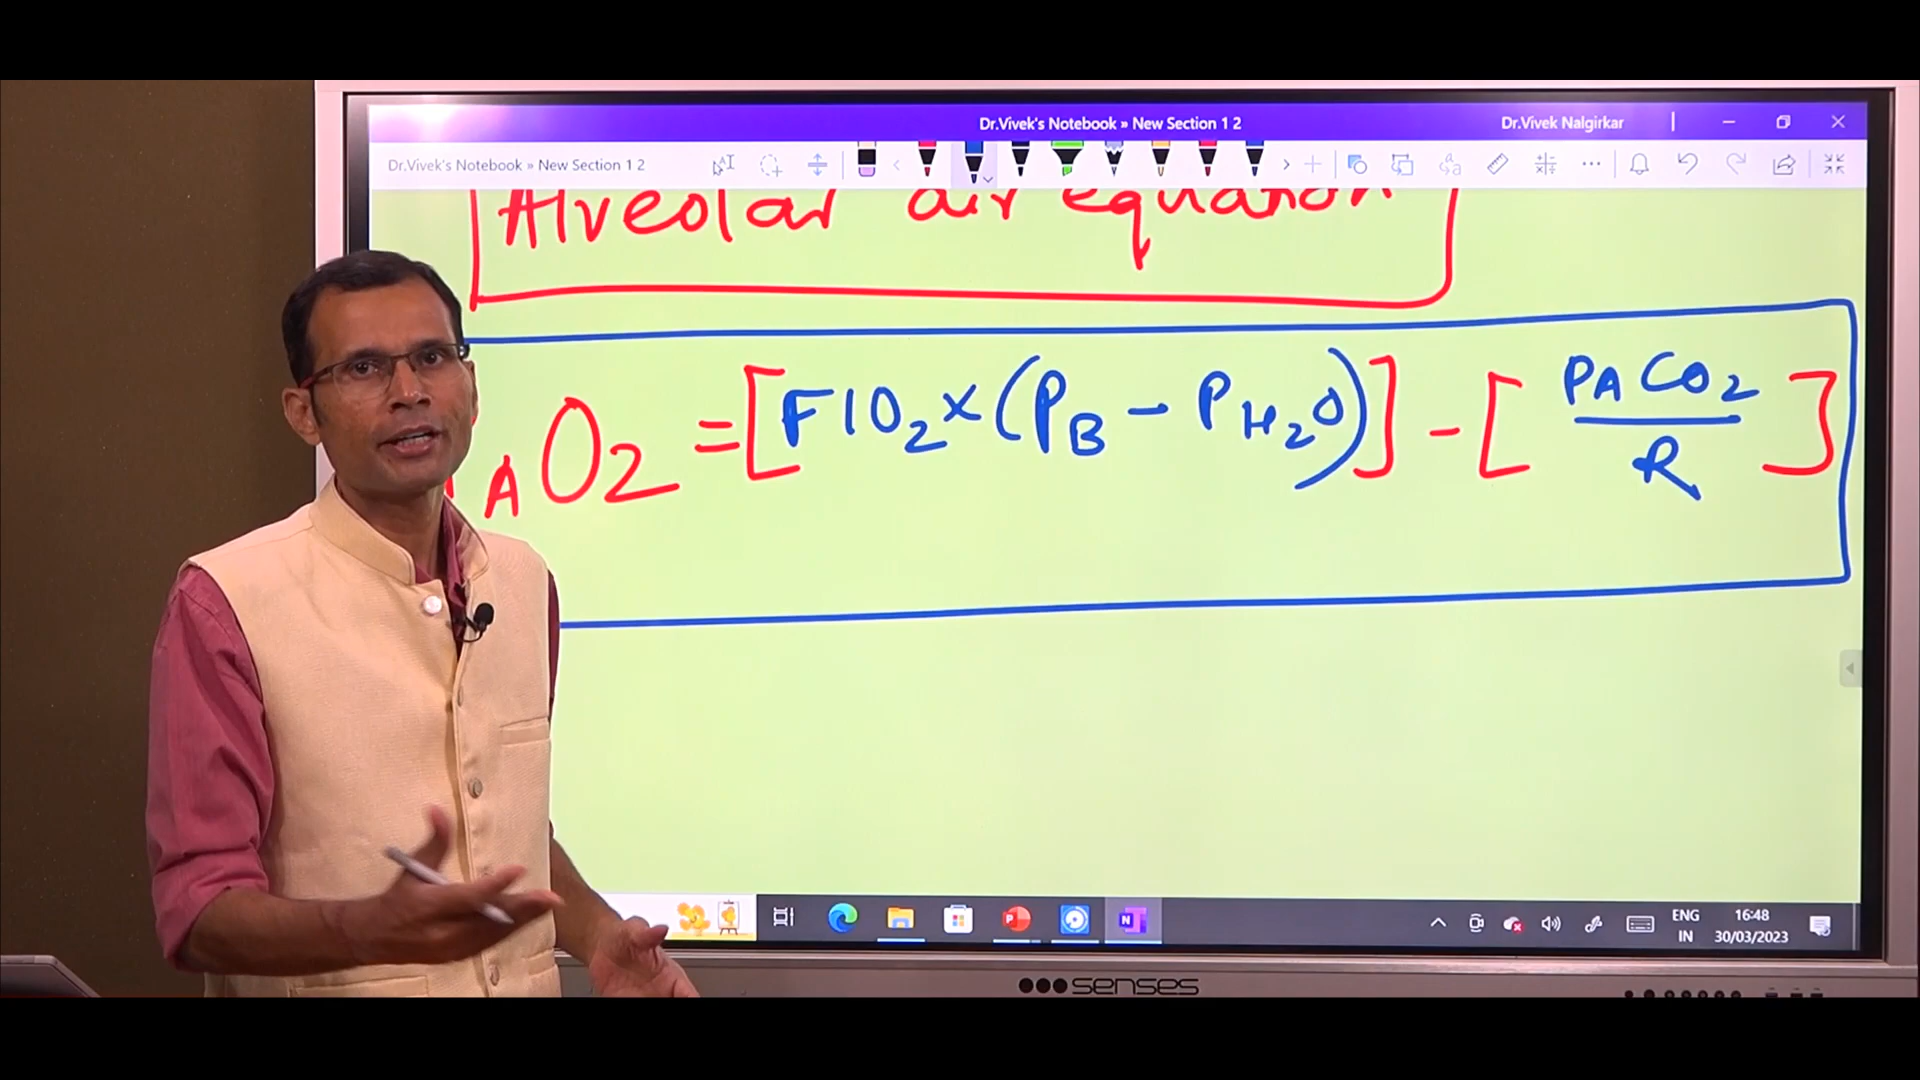 Dr.Vivek's Notebook » New Section 1 2
Dr.Vivek Nalgirkar
Dr.Vivek's Notebook » New Section 1 2
Alveolar air equation
A O2 = [FIO2 × (PB - PH2O)] - [PACO2 / R]
ENG 16:48
IN 30/03/2023
senses